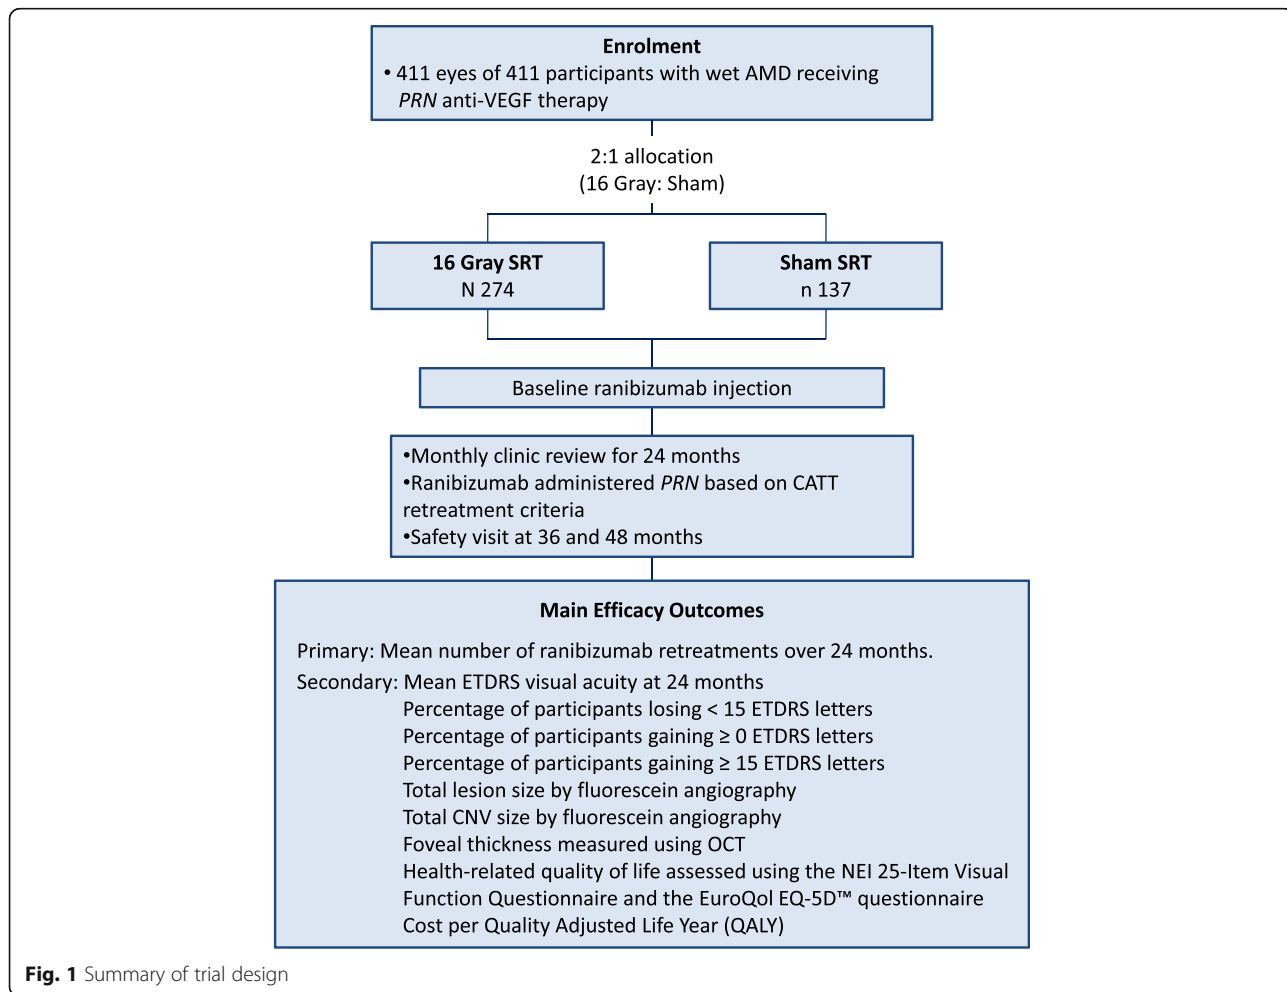 Enrolment
• 411 eyes of 411 participants with wet AMD receiving
PRN anti-VEGF therapy
2:1 allocation
(16 Gray: Sham)
16 Gray SRT
N 274
Sham SRT
n 137
Baseline ranibizumab injection
•Monthly clinic review for 24 months
•Ranibizumab administered PRN based on CATT
retreatment criteria
•Safety visit at 36 and 48 months
Main Efficacy Outcomes
Primary: Mean number of ranibizumab retreatments over 24 months.
Secondary: Mean ETDRS visual acuity at 24 months
Percentage of participants losing < 15 ETDRS letters
Percentage of participants gaining ≥ 0 ETDRS letters
Percentage of participants gaining ≥ 15 ETDRS letters
Total lesion size by fluorescein angiography
Total CNV size by fluorescein angiography
Foveal thickness measured using OCT
Health-related quality of life assessed using the NEI 25-Item Visual
Function Questionnaire and the EuroQol EQ-5D™ questionnaire
Cost per Quality Adjusted Life Year (QALY)
Fig. 1 Summary of trial design